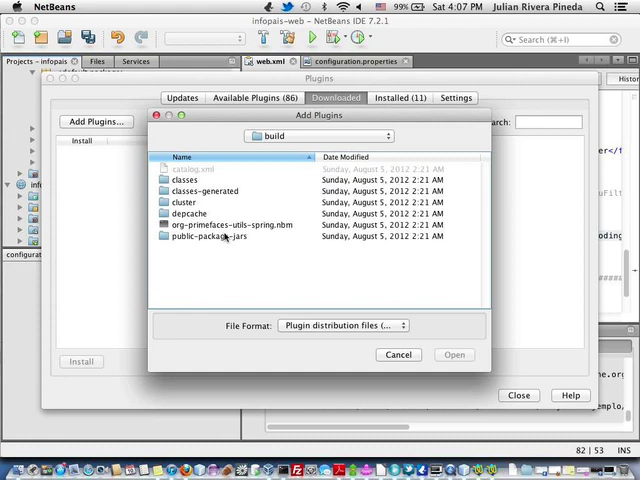 NetBeans
99%
Sat 4:07 PM
Julian Rivera Pineda
infopais-web – NetBeans IDE 7.2.1
Search (⌘+I)
Projects – infopais
Files
Services
web.xml
configuration.properties
Plugins
Histor
Updates
Available Plugins (86)
Downloaded
Installed (11)
Settings
Add Plugins...
Search:
Install
Add Plugins
build
Name
Date Modified
catalog.xml
Sunday, August 5, 2012 2:21 AM
classes
Sunday, August 5, 2012 2:21 AM
classes-generated
Sunday, August 5, 2012 2:21 AM
cluster
Sunday, August 5, 2012 2:21 AM
depcache
Sunday, August 5, 2012 2:21 AM
org-primefaces-utils-spring.nbm
Sunday, August 5, 2012 2:21 AM
public-package-jars
Sunday, August 5, 2012 2:21 AM
File Format:
Plugin distribution files (...
Cancel
Open
Install
Close
Help
82 | 53
INS